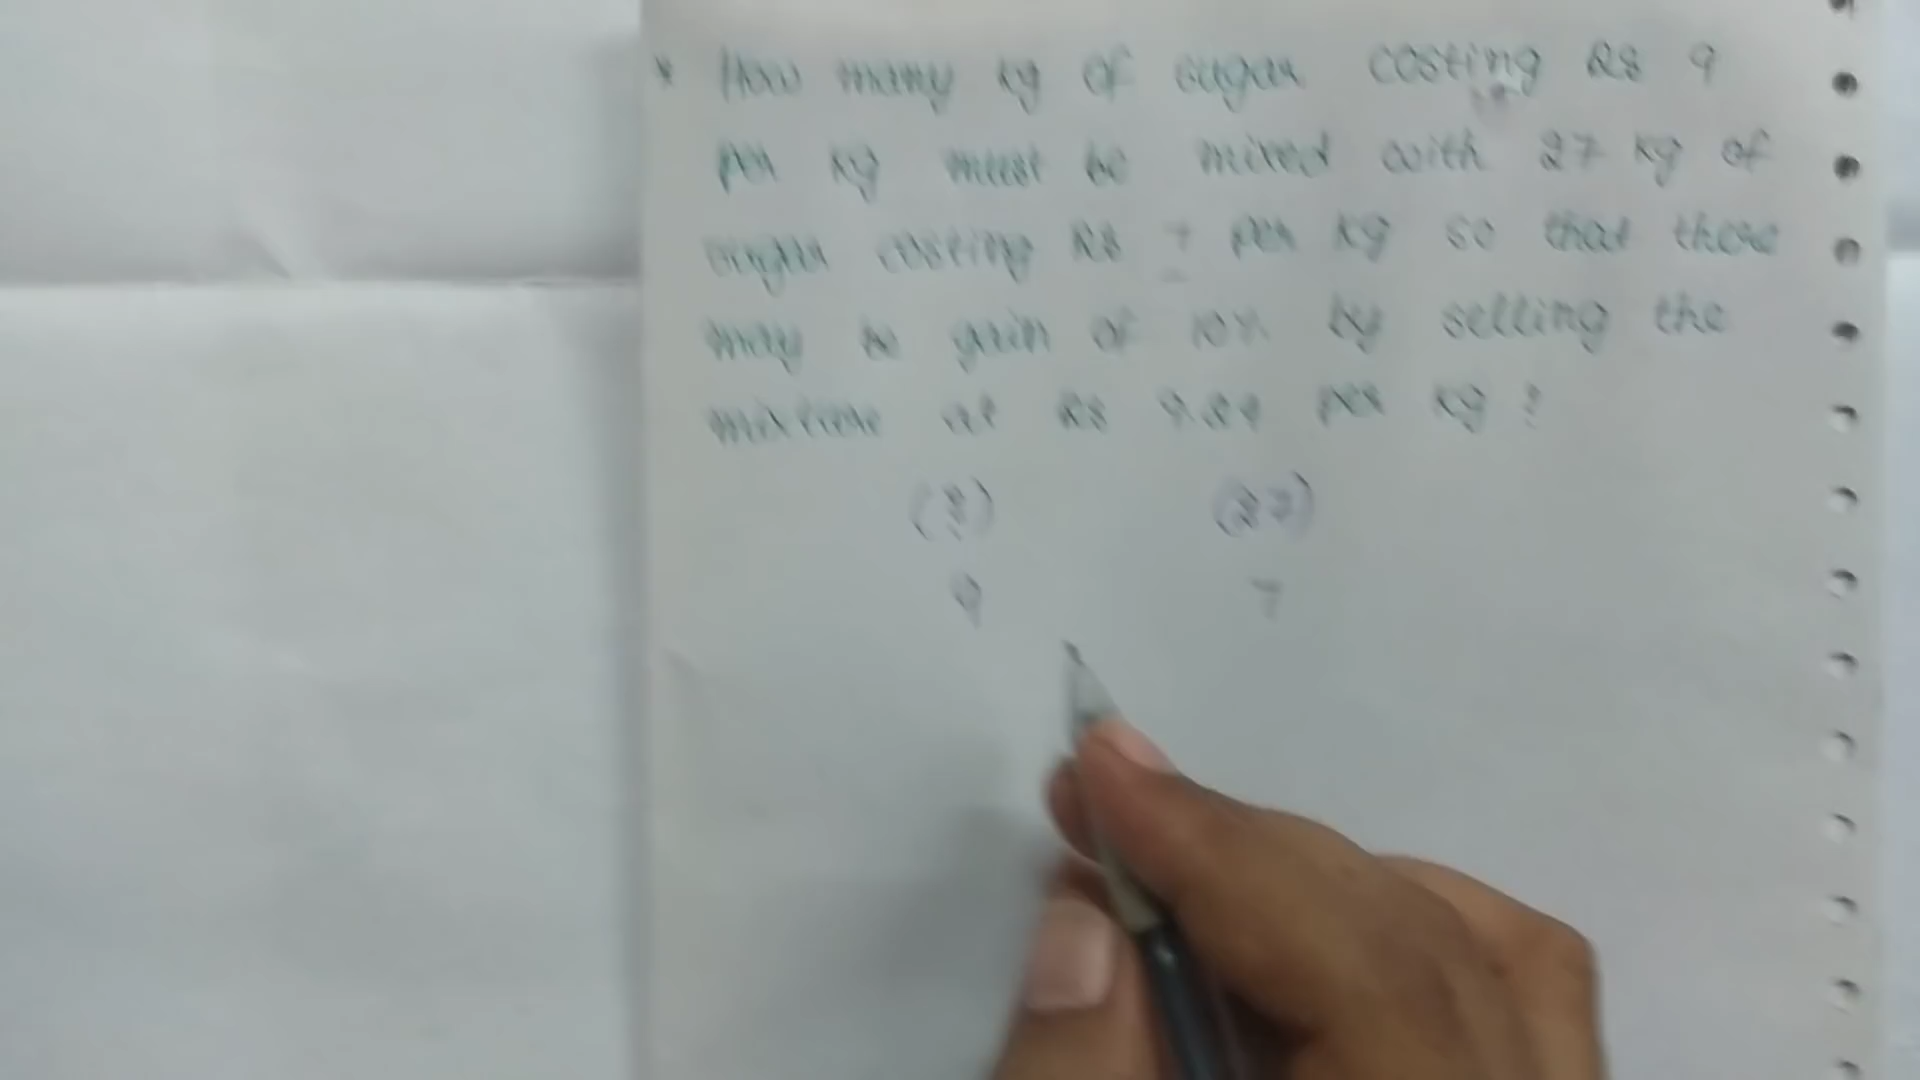 * How many kg of sugar costing Rs 9
per kg must be mixed with 27 kg of
sugar costing Rs 7 per kg so that there
may be gain of 10% by selling the
mixture at Rs 9.24 per kg ?
(?) (27)
9 7